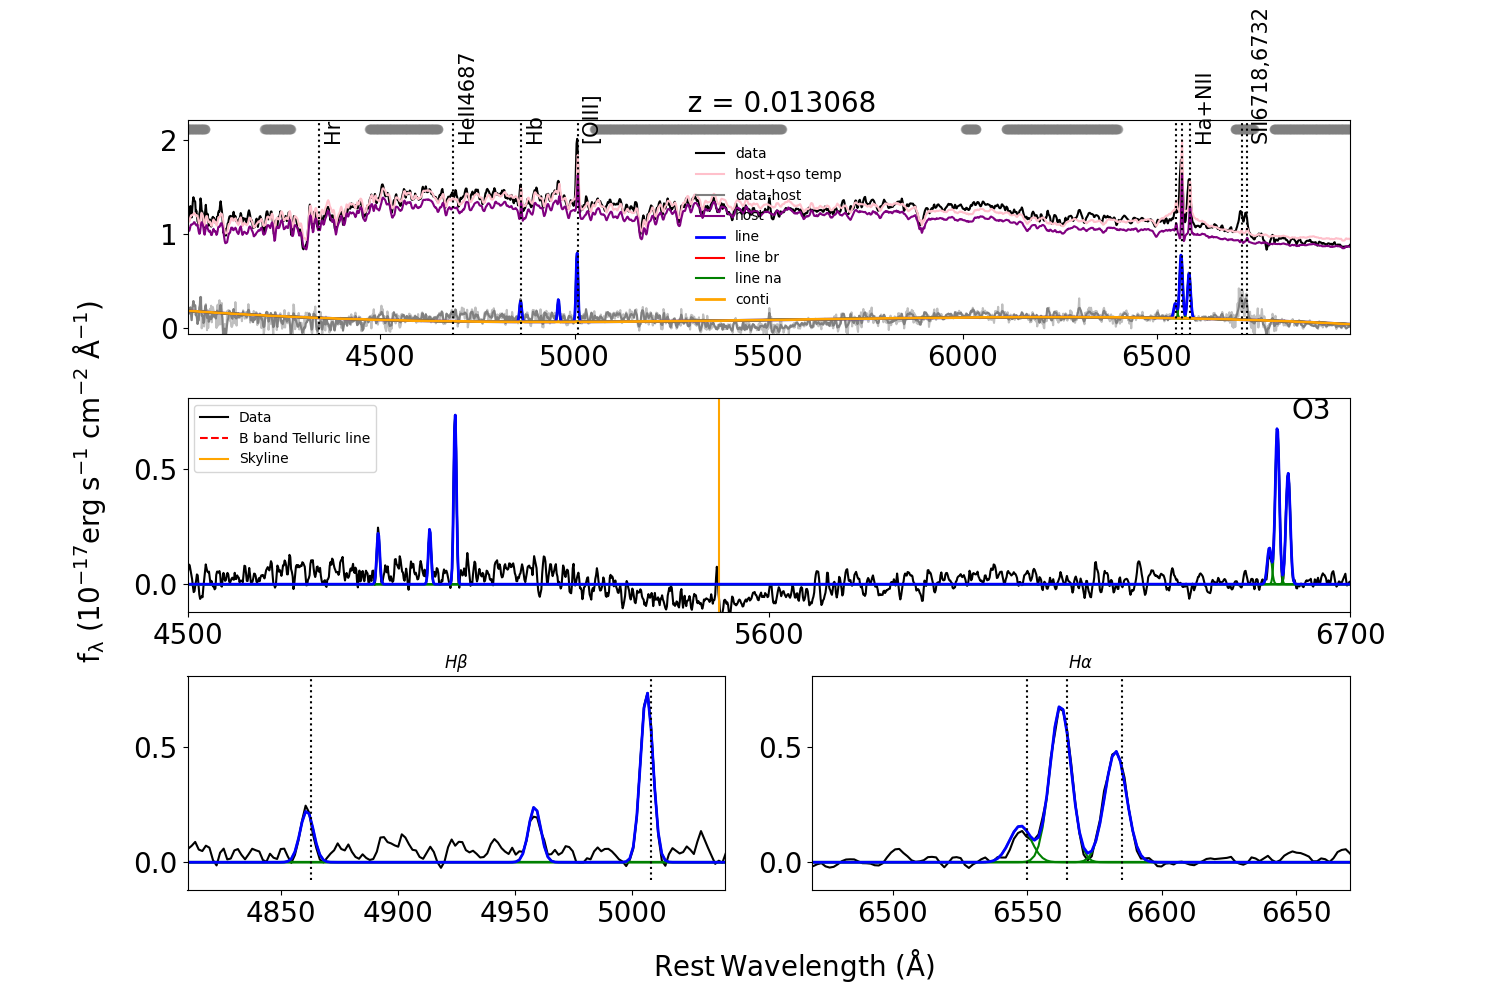 z = 0.013068
Hr
HeII4687
Hb
[OIII]
Ha+NII
SII6718,6732
data
host+qso temp
data-host
host
line
line br
line na
conti
2
1
0
4500
5000
5500
6000
6500
f_λ (10^−17 erg s^−1 cm^−2 Å^−1)
O3
Data
B band Telluric line
Skyline
0.5
0.0
4500
5600
6700
Hβ
0.5
0.0
4850
4900
4950
5000
Hα
0.5
0.0
6500
6550
6600
6650
Rest Wavelength (Å)